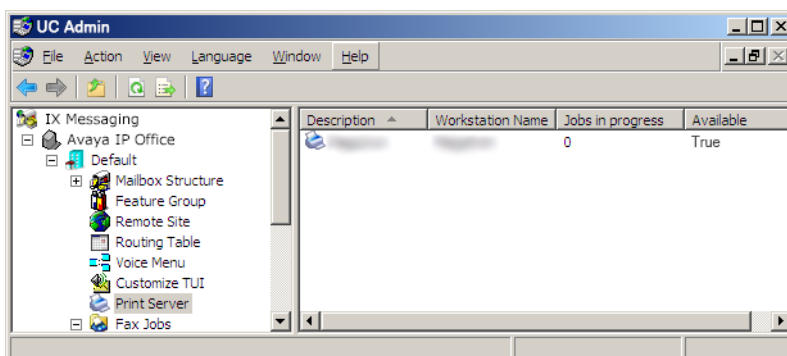 UC Admin
File Action View Language Window Help
IX Messaging
Avaya IP Office
Default
Mailbox Structure
Feature Group
Remote Site
Routing Table
Voice Menu
Customize TUI
Print Server
Fax Jobs
Description Workstation Name Jobs in progress Available
0 True